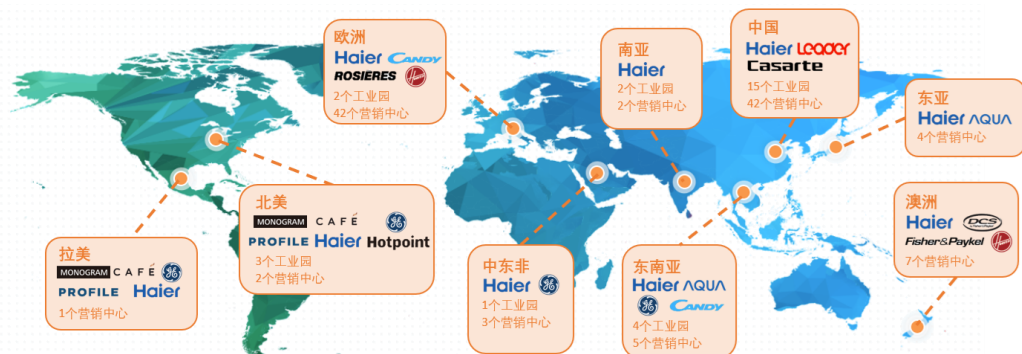 欧洲
Haier CANDY
ROSIERES Hoover
2个工业园
42个营销中心
南亚
Haier
2个工业园
2个营销中心
中国
Haier Leader
Casarte
15个工业园
42个营销中心
东亚
Haier AQUA
4个营销中心
拉美
MONOGRAM CAFÉ GE
PROFILE Haier
1个营销中心
北美
MONOGRAM CAFÉ GE
PROFILE Haier Hotpoint
3个工业园
2个营销中心
中东非
Haier GE
1个工业园
3个营销中心
东南亚
Haier AQUA
GE CANDY
4个工业园
5个营销中心
澳洲
Haier DCS
Fisher&Paykel Hoover
7个营销中心